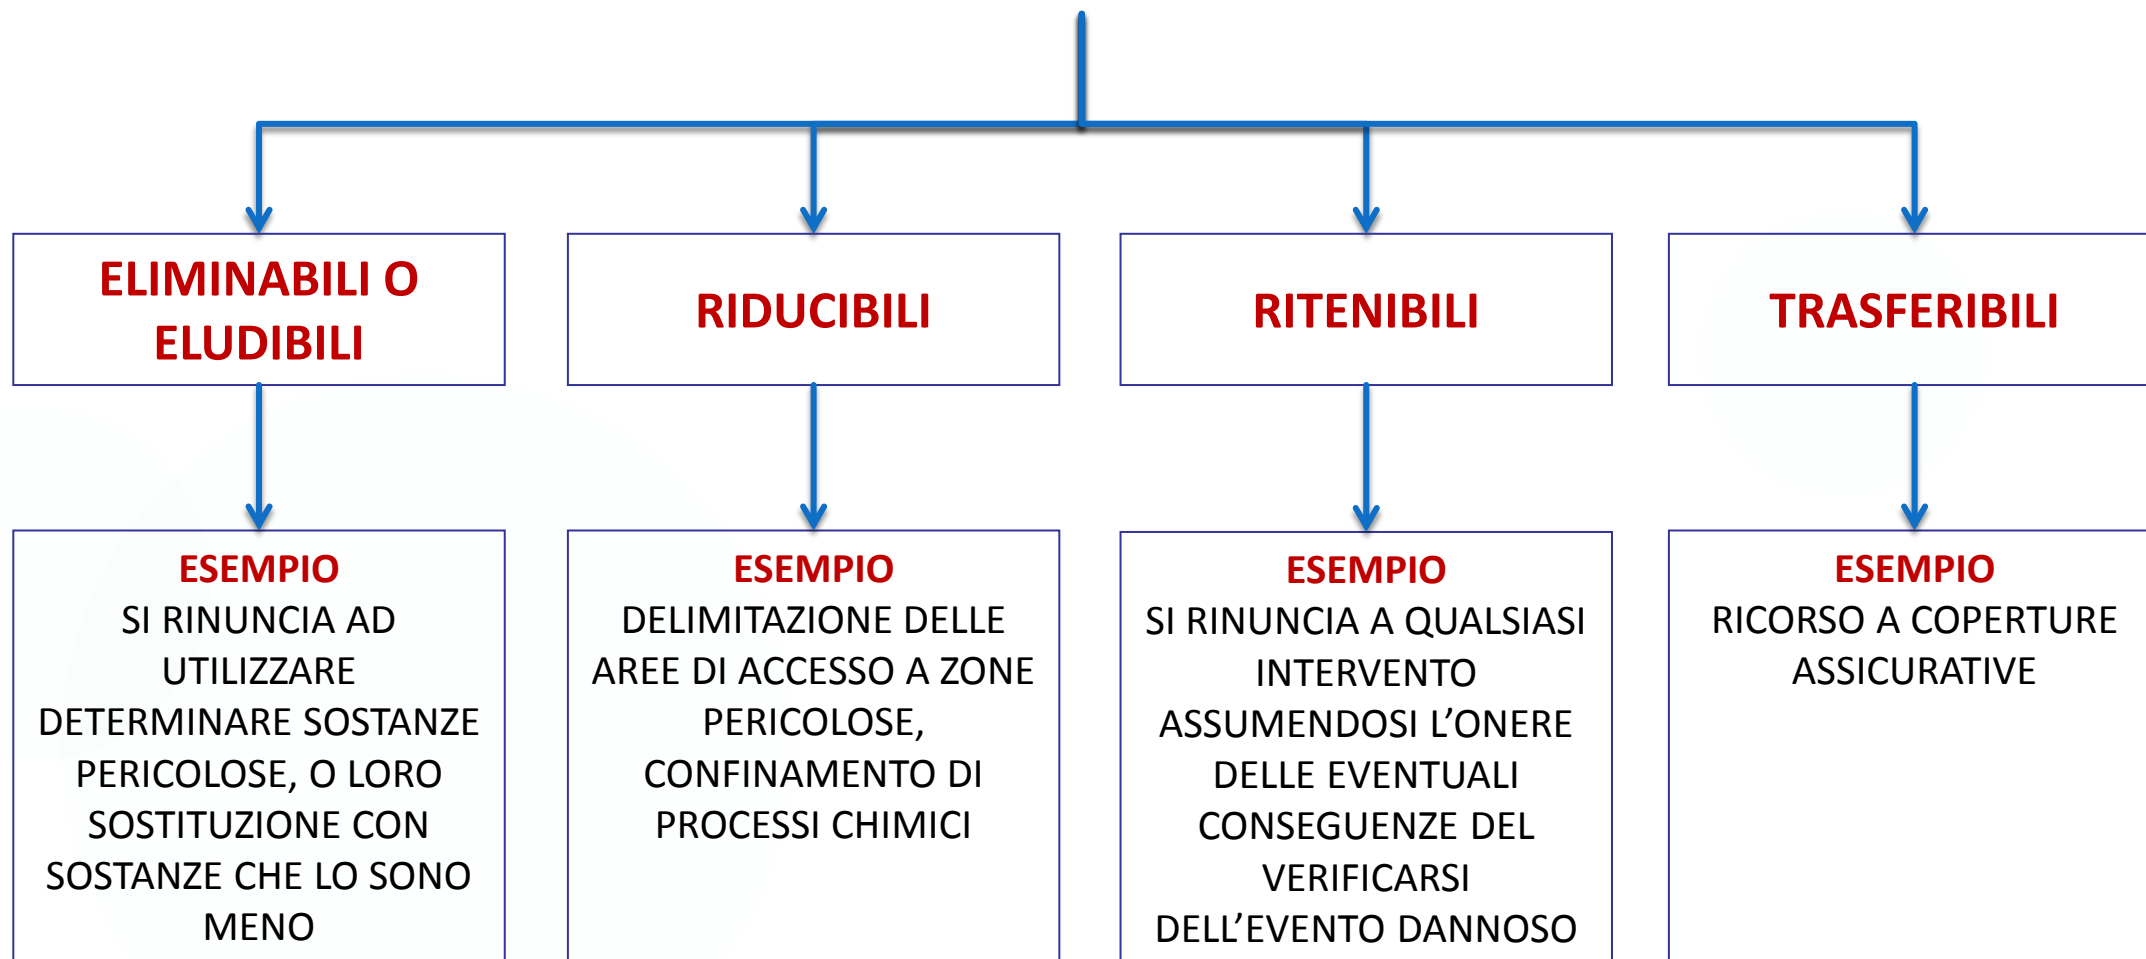 ELIMINABILI O
ELUDIBILI
RIDUCIBILI
RITENIBILI
TRASFERIBILI
ESEMPIO
SI RINUNCIA AD
UTILIZZARE
DETERMINARE SOSTANZE
PERICOLOSE, O LORO
SOSTITUZIONE CON
SOSTANZE CHE LO SONO
MENO
ESEMPIO
DELIMITAZIONE DELLE
AREE DI ACCESSO A ZONE
PERICOLOSE,
CONFINAMENTO DI
PROCESSI CHIMICI
ESEMPIO
SI RINUNCIA A QUALSIASI
INTERVENTO
ASSUMENDOSI L’ONERE
DELLE EVENTUALI
CONSEGUENZE DEL
VERIFICARSI
DELL’EVENTO DANNOSO
ESEMPIO
RICORSO A COPERTURE
ASSICURATIVE